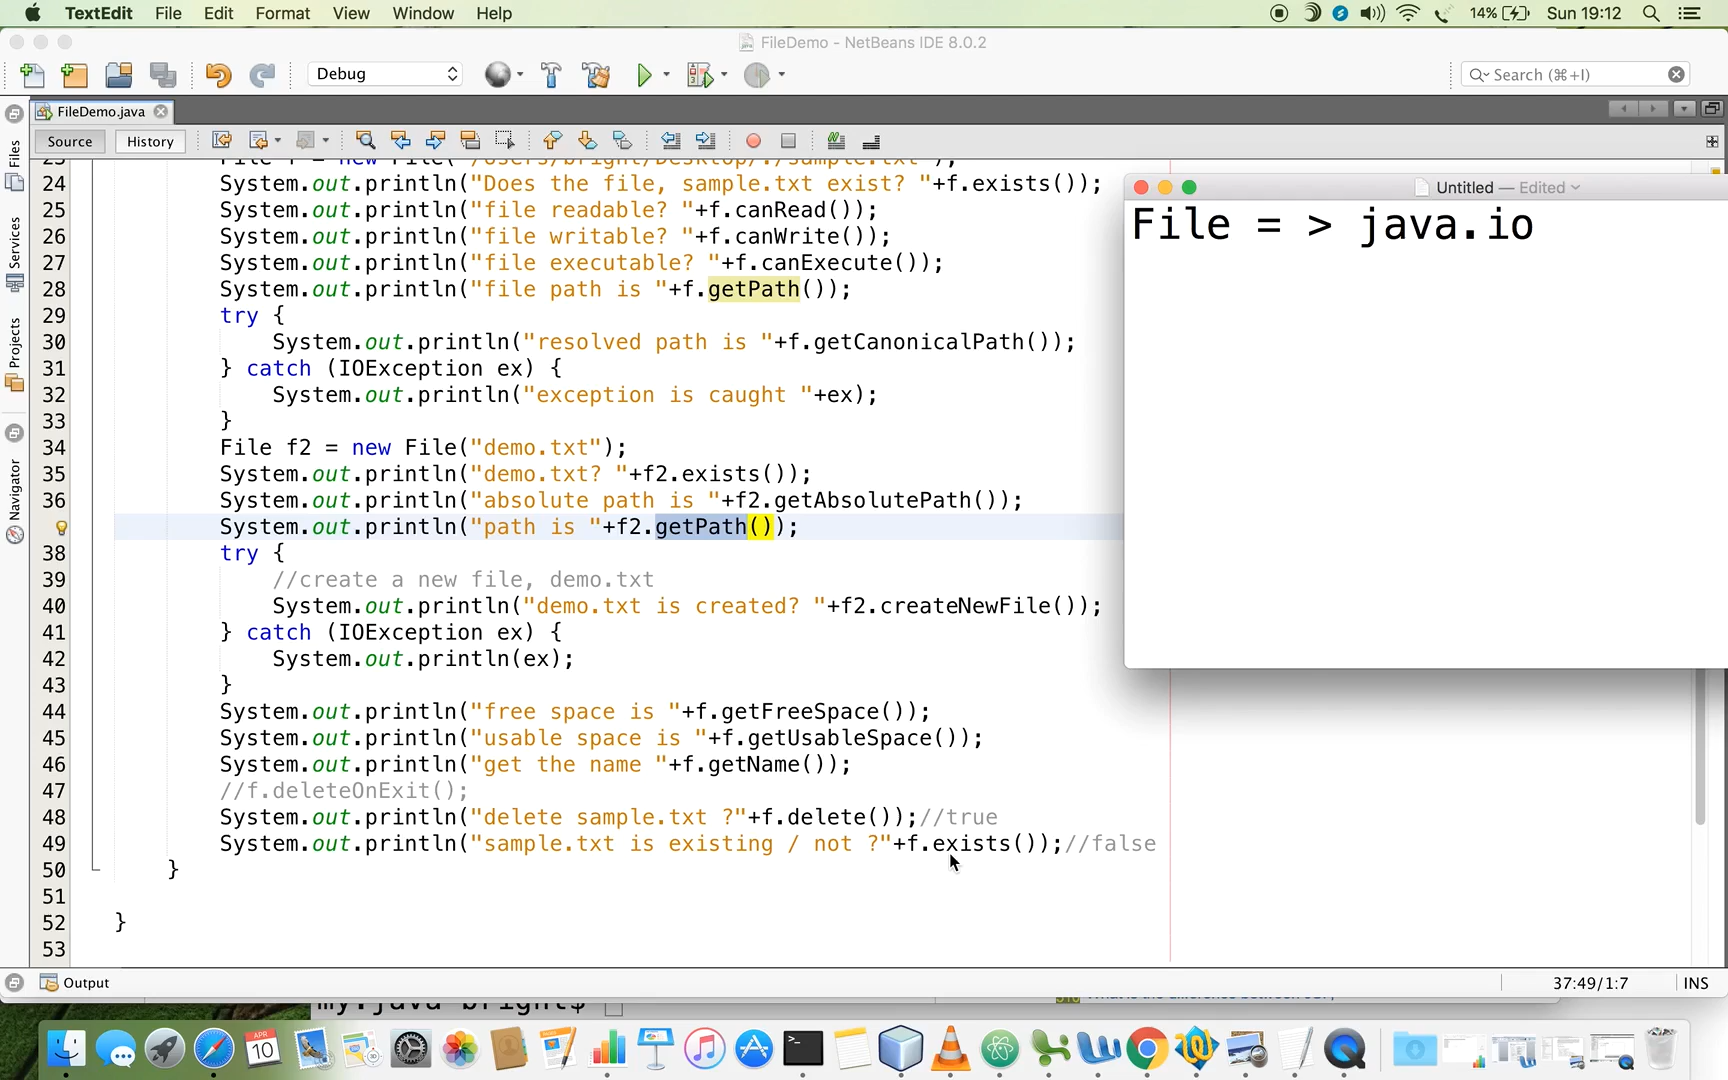 TextEdit File Edit Format View Window Help 14% Sun 19:12
FileDemo - NetBeans IDE 8.0.2
Debug Search (⌘+I)
FileDemo.java
Source History
24 System.out.println("Does the file, sample.txt exist? "+f.exists());
25 System.out.println("file readable? "+f.canRead());
26 System.out.println("file writable? "+f.canWrite());
27 System.out.println("file executable? "+f.canExecute());
28 System.out.println("file path is "+f.getPath());
29 try {
30 System.out.println("resolved path is "+f.getCanonicalPath());
31 } catch (IOException ex) {
32 System.out.println("exception is caught "+ex);
33 }
34 File f2 = new File("demo.txt");
35 System.out.println("demo.txt? "+f2.exists());
36 System.out.println("absolute path is "+f2.getAbsolutePath());
System.out.println("path is "+f2.getPath());
38 try {
39 //create a new file, demo.txt
40 System.out.println("demo.txt is created? "+f2.createNewFile());
41 } catch (IOException ex) {
42 System.out.println(ex);
43 }
44 System.out.println("free space is "+f.getFreeSpace());
45 System.out.println("usable space is "+f.getUsableSpace());
46 System.out.println("get the name "+f.getName());
47 //f.deleteOnExit();
48 System.out.println("delete sample.txt ?"+f.delete());//true
49 System.out.println("sample.txt is existing / not ?"+f.exists());//false
50 }
51
52 }
53
Files
Services
Projects
Navigator
Untitled — Edited
File = > java.io
Output 37:49/1:7 INS
APR
10